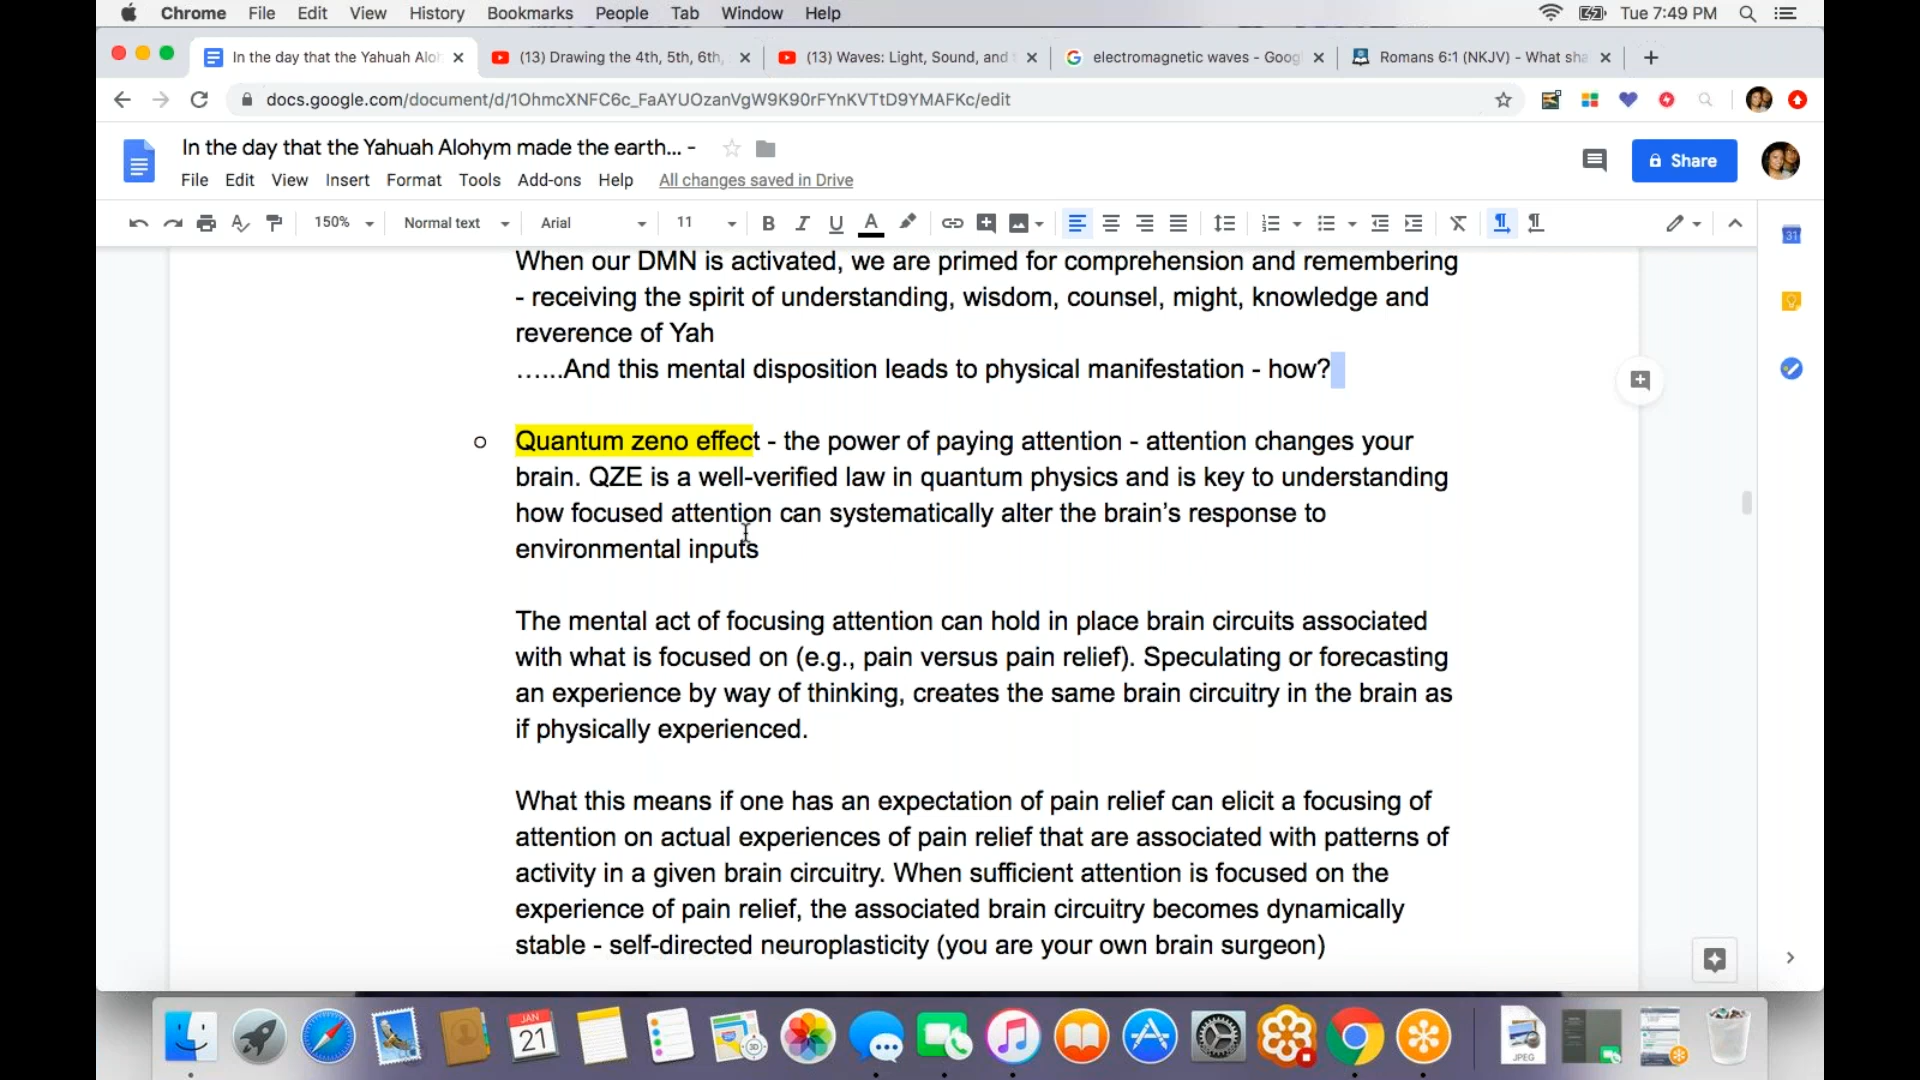 Chrome File Edit View History Bookmarks People Tab Window Help Tue 7:49 PM
In the day that the Yahuah Aloh
(13) Drawing the 4th, 5th, 6th,
(13) Waves: Light, Sound, and
electromagnetic waves - Goog
Romans 6:1 (NKJV) - What sha
docs.google.com/document/d/1OhmcXNFC6c_FaAYUOzanVgW9K90rFYnKVTtD9YMAFKc/edit
In the day that the Yahuah Alohym made the earth... -
File Edit View Insert Format Tools Add-ons Help All changes saved in Drive
Share
150% Normal text Arial 11
31
When our DMN is activated, we are primed for comprehension and remembering
- receiving the spirit of understanding, wisdom, counsel, might, knowledge and
reverence of Yah
…...And this mental disposition leads to physical manifestation - how?
Quantum zeno effect - the power of paying attention - attention changes your
brain. QZE is a well-verified law in quantum physics and is key to understanding
how focused attention can systematically alter the brain’s response to
environmental inputs
The mental act of focusing attention can hold in place brain circuits associated
with what is focused on (e.g., pain versus pain relief). Speculating or forecasting
an experience by way of thinking, creates the same brain circuitry in the brain as
if physically experienced.
What this means if one has an expectation of pain relief can elicit a focusing of
attention on actual experiences of pain relief that are associated with patterns of
activity in a given brain circuitry. When sufficient attention is focused on the
experience of pain relief, the associated brain circuitry becomes dynamically
stable - self-directed neuroplasticity (you are your own brain surgeon)
JAN
21
3D
JPEG